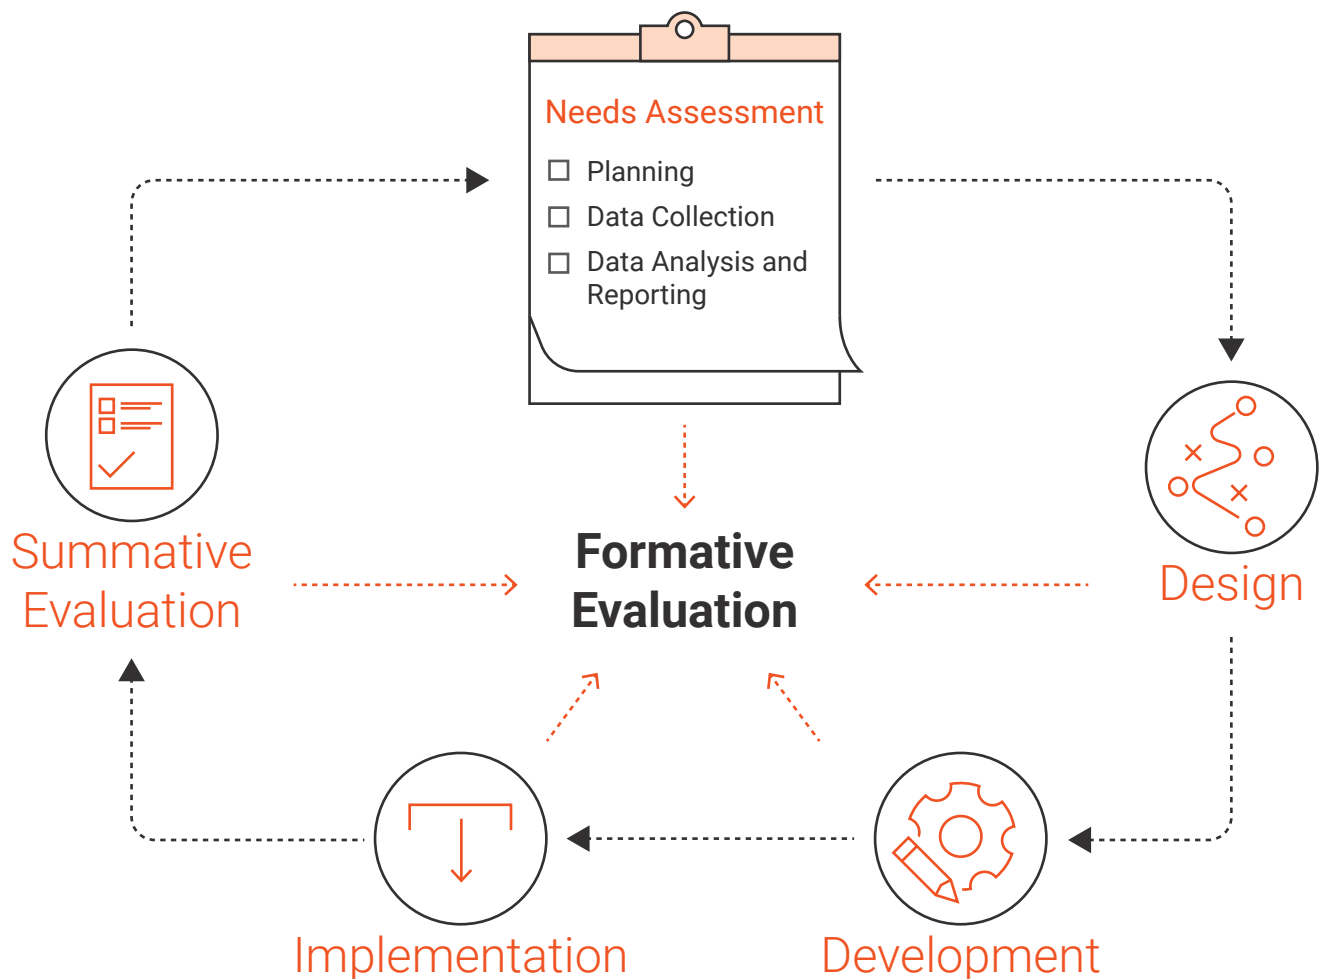 Needs Assessment
Planning
Data Collection
Data Analysis and
Reporting
Summative
Evaluation
Formative
Evaluation
Design
Implementation
Development